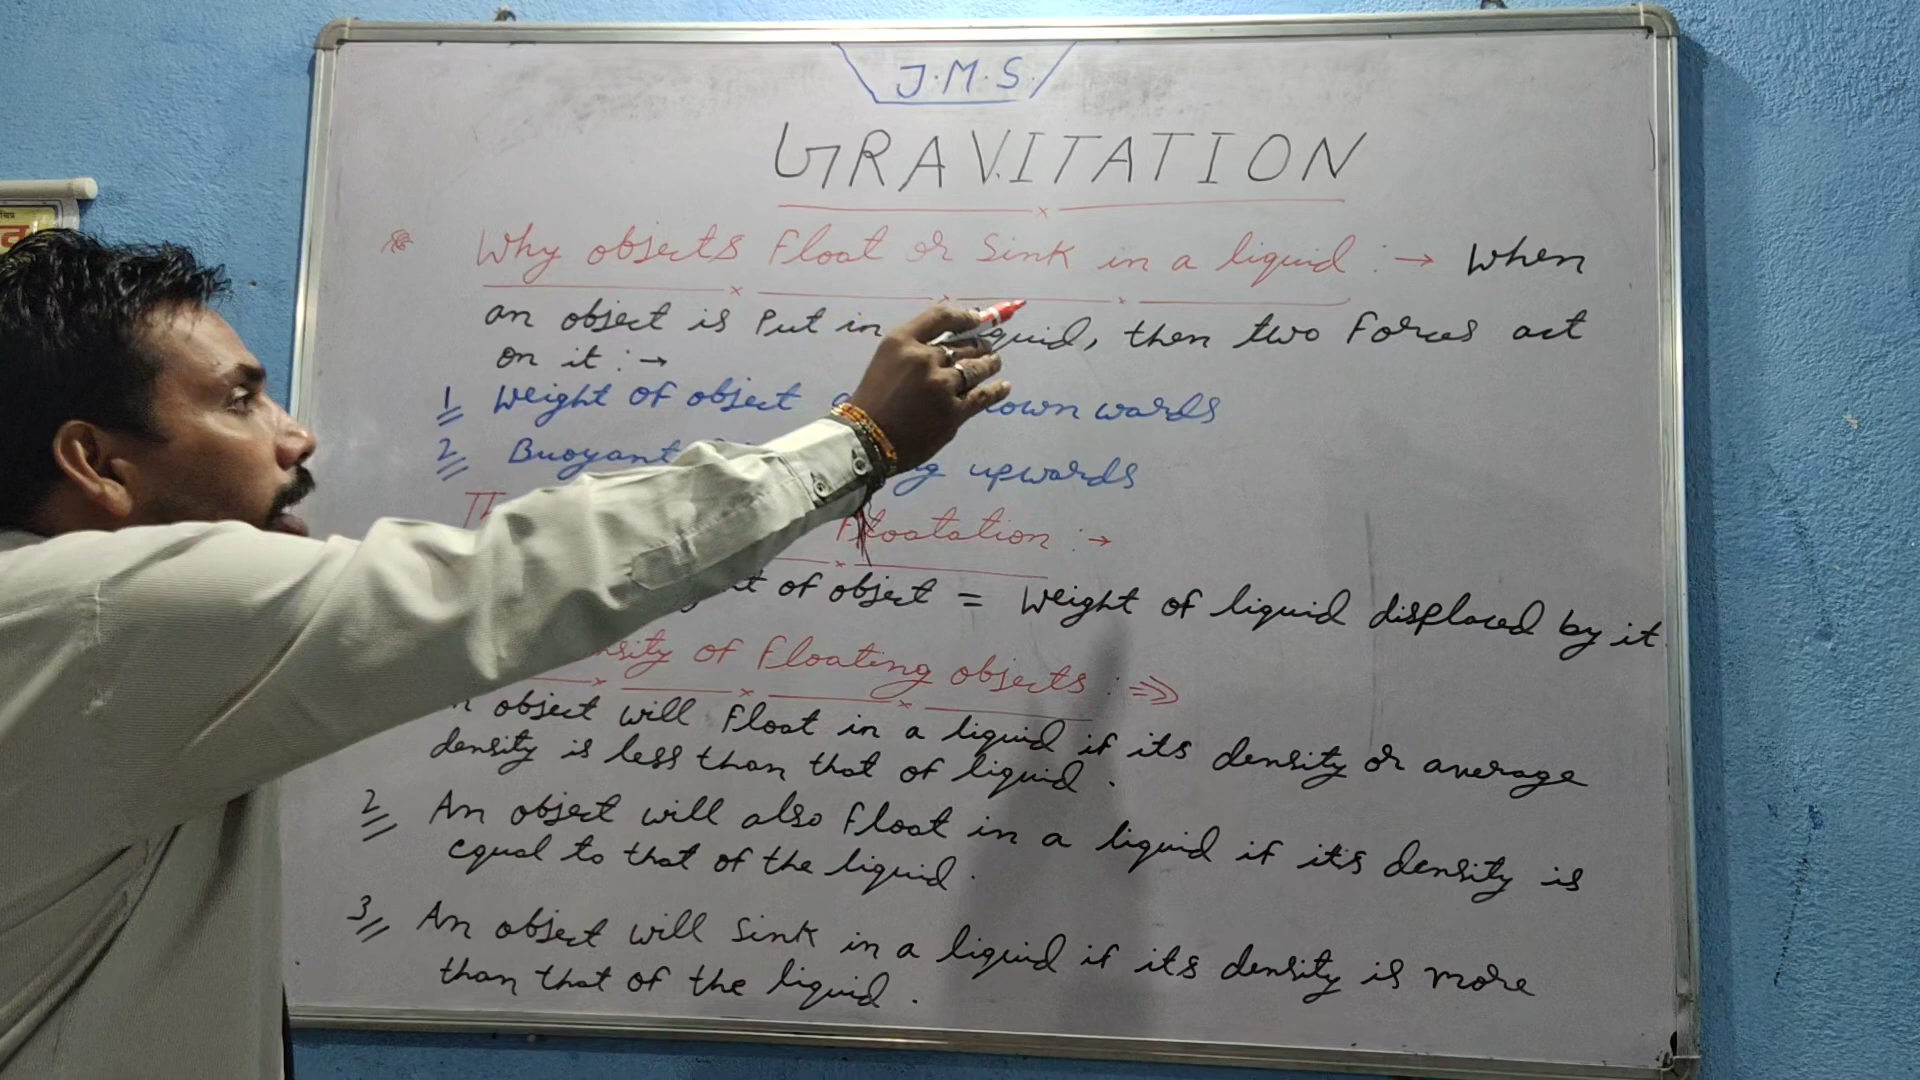 J.M.S.
GRAVITATION
Why objects Float or Sink in a liquid :→ When
an object is Put in liquid, then two Forces act
on it :→
1 Weight of object downwards
2 Buoyant upwards
Floatation :→
of object = Weight of liquid displaced by it.
of Floating objects :⇒
object will Float in a liquid if its density or average
density is less than that of liquid.
2 An object will also Float in a liquid if its density is
equal to that of the liquid.
3 An object will Sink in a liquid if its density is more
than that of the liquid.